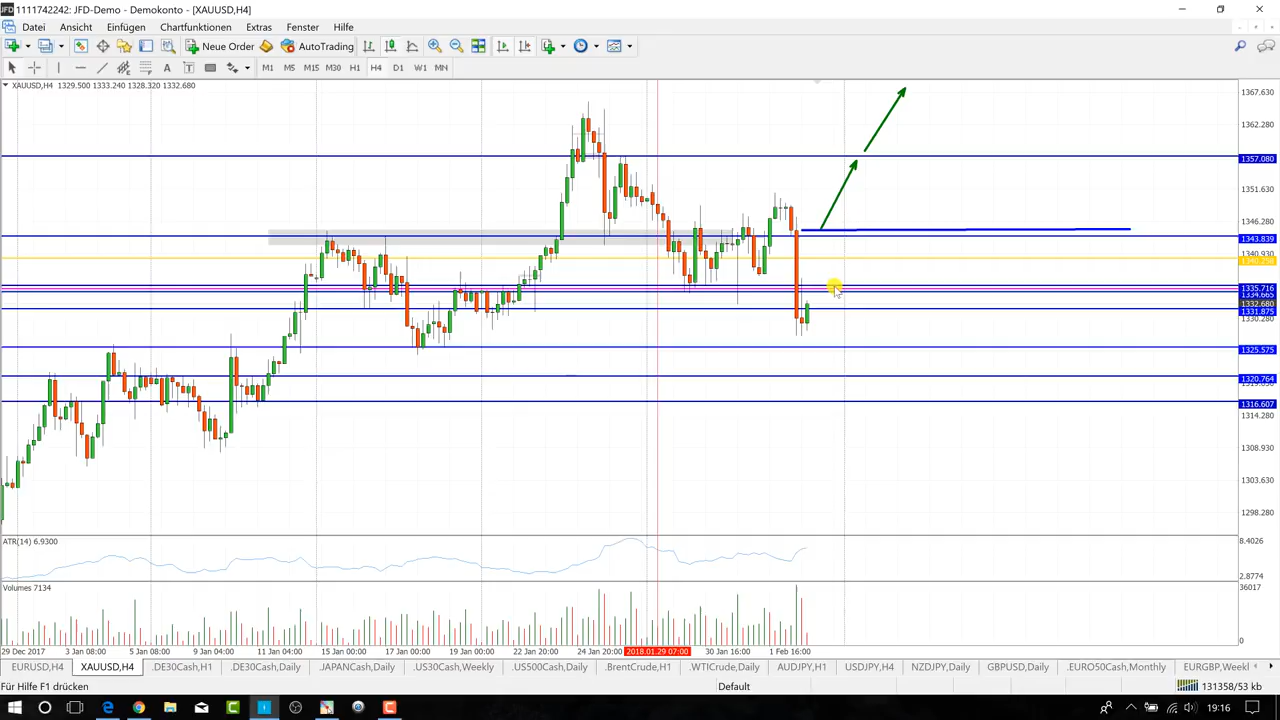 1111742242: JFD-Demo - Demokonto - [XAUUSD,H4]
Datei Ansicht Einfügen Chartfunktionen Extras Fenster Hilfe
Neue Order AutoTrading
A T M1 M5 M15 M30 H1 H4 D1 W1 MN
XAUUSD,H4 1329.500 1333.240 1328.320 1332.680
1367.630
1362.280
1357.080
1351.630
1346.280
1343.839
1340.930
1335.716
1334.665
1332.680
1331.875
1330.280
1325.575
1320.764
1316.607
1314.280
1308.930
1303.630
1298.280
ATR(14) 6.9300
8.4026
2.8774
Volumes 7134
36017
0
29 Dec 2017 3 Jan 08:00 5 Jan 08:00 9 Jan 04:00 11 Jan 04:00 15 Jan 00:00 17 Jan 00:00 19 Jan 00:00 22 Jan 20:00 24 Jan 20:00 2018.01.29 07:00 30 Jan 16:00 1 Feb 16:00
EURUSD,H4 XAUUSD,H4 .DE30Cash,H1 .DE30Cash,Daily .JAPANCash,Daily .US30Cash,Weekly .US500Cash,Daily .BrentCrude,H1 .WTICrude,Daily AUDJPY,H1 USDJPY,H4 NZDJPY,Daily GBPUSD,Daily .EURO50Cash,Monthly EURGBP,Weekl
Für Hilfe F1 drücken Default 131358/53 kb
19:16